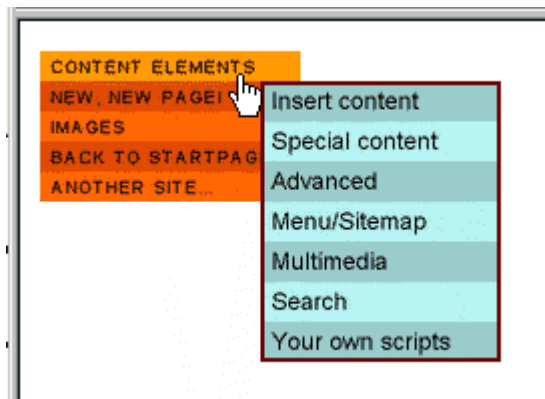 CONTENT ELEMENTS
NEW, NEW PAGE!
IMAGES
BACK TO STARTPAG
ANOTHER SITE...
Insert content
Special content
Advanced
Menu/Sitemap
Multimedia
Search
Your own scripts